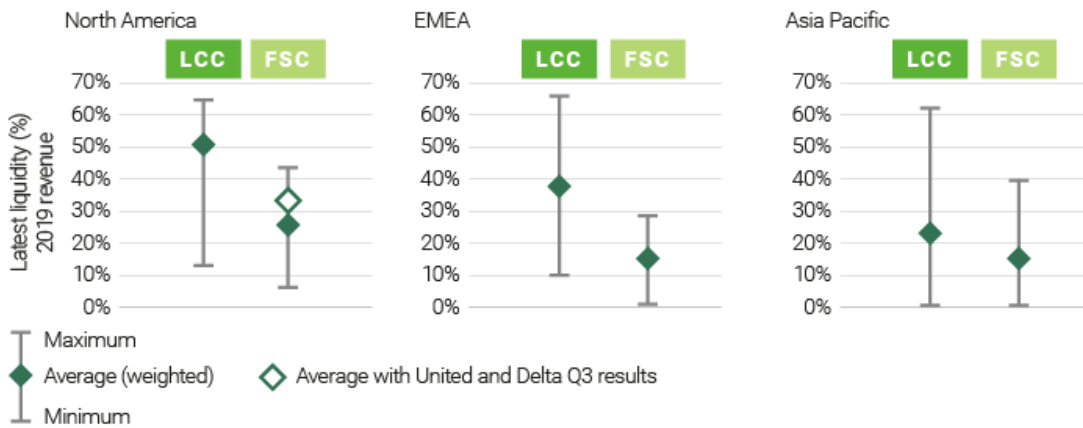 North America
EMEA
Asia Pacific
LCC
FSC
LCC
FSC
LCC
FSC
Latest liquidity (%)
2019 revenue
70%
60%
50%
40%
30%
20%
10%
0%
70%
60%
50%
40%
30%
20%
10%
0%
70%
60%
50%
40%
30%
20%
10%
0%
Maximum
Average (weighted)
Average with United and Delta Q3 results
Minimum